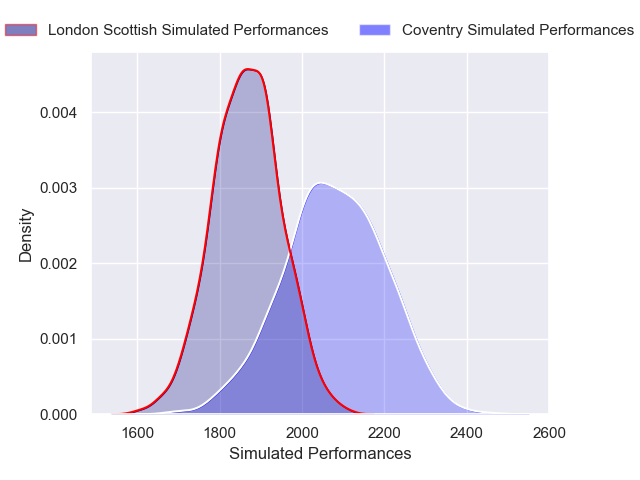 London Scottish Simulated Performances
Coventry Simulated Performances
0.004
0.003
0.002
0.001
0.000
Density
1600 1800 2000 2200 2400 2600
Simulated Performances